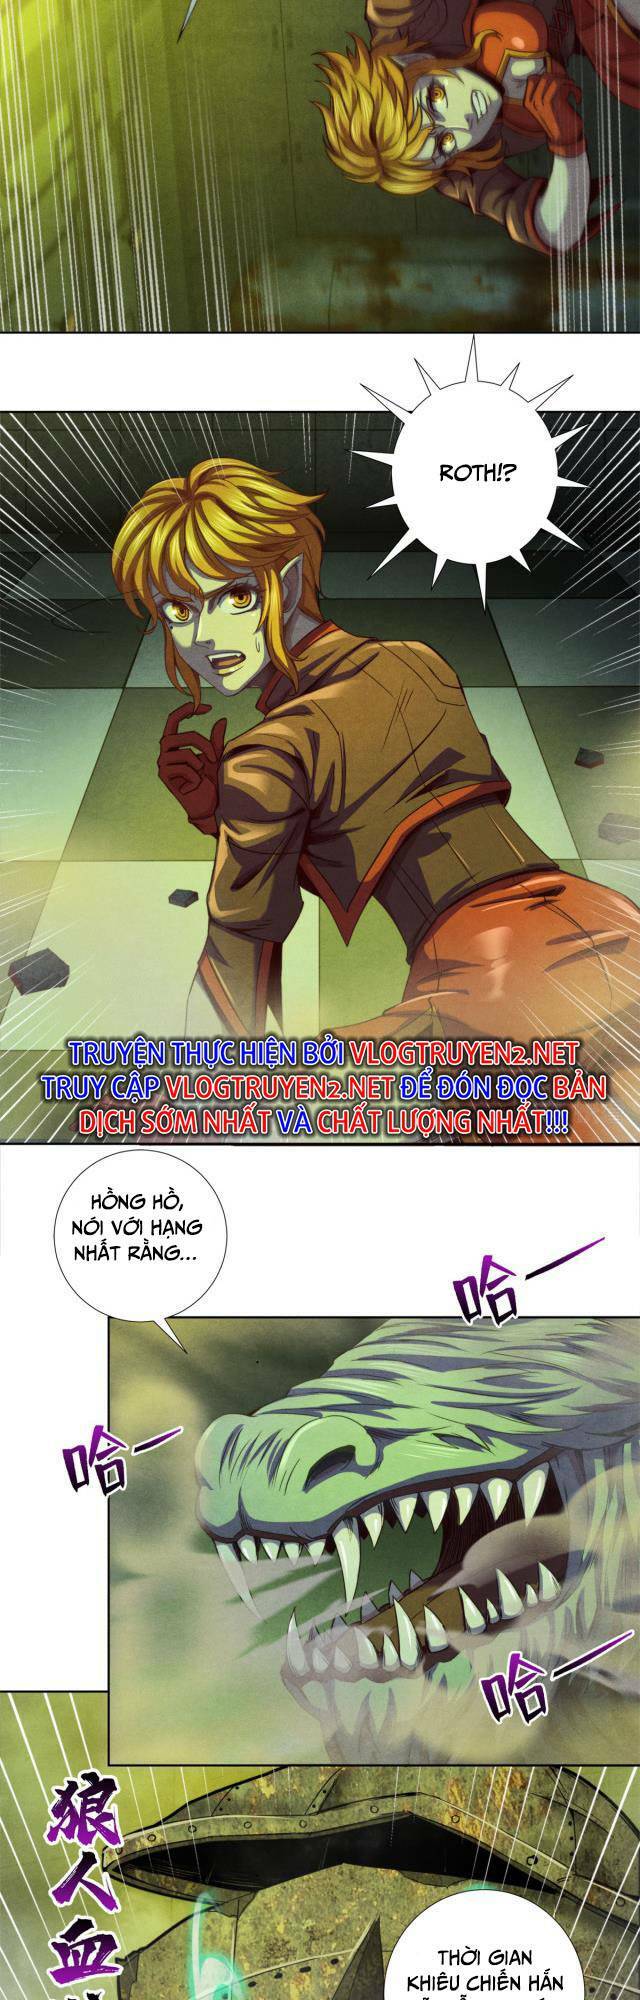 ROTH!?
TRUYỆN THỰC HIỆN BỞI VLOGTRUYEN2.NET
TRUY CẬP VLOGTRUYEN2.NET ĐỂ ĐÓN ĐỌC BẢN
DỊCH SỚM NHẤT VÀ CHẤT LƯỢNG NHẤT!!!
HỒNG HỒ,
NÓI VỚI HẠNG
NHẤT RẰNG...
哈一
哈一
哈一
狼人血
THỜI GIAN
KHIÊU CHIẾN HẮN